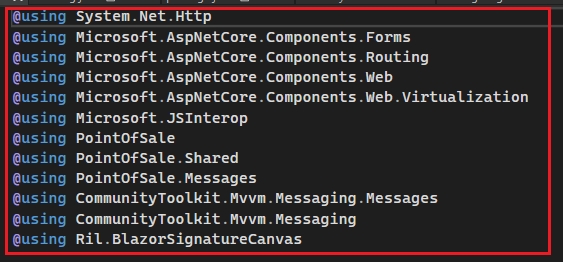 @using System.Net.Http
@using Microsoft.AspNetCore.Components.Forms
@using Microsoft.AspNetCore.Components.Routing
@using Microsoft.AspNetCore.Components.Web
@using Microsoft.AspNetCore.Components.Web.Virtualization
@using Microsoft.JSInterop
@using PointOfSale
@using PointOfSale.Shared
@using PointOfSale.Messages
@using CommunityToolkit.Mvvm.Messaging.Messages
@using CommunityToolkit.Mvvm.Messaging
@using Ril.BlazorSignatureCanvas